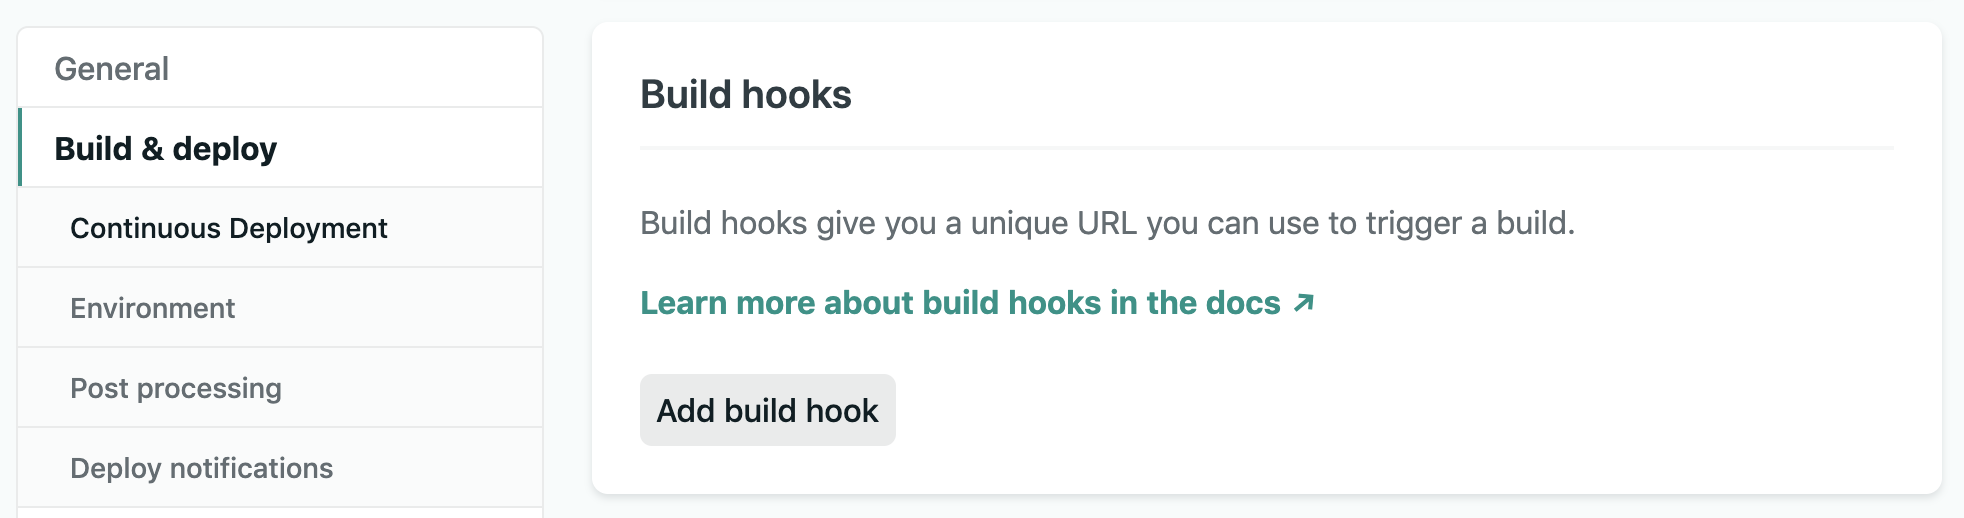 General
Build & deploy
Continuous Deployment
Environment
Post processing
Deploy notifications
Build hooks
Build hooks give you a unique URL you can use to trigger a build.
Learn more about build hooks in the docs ↗
Add build hook